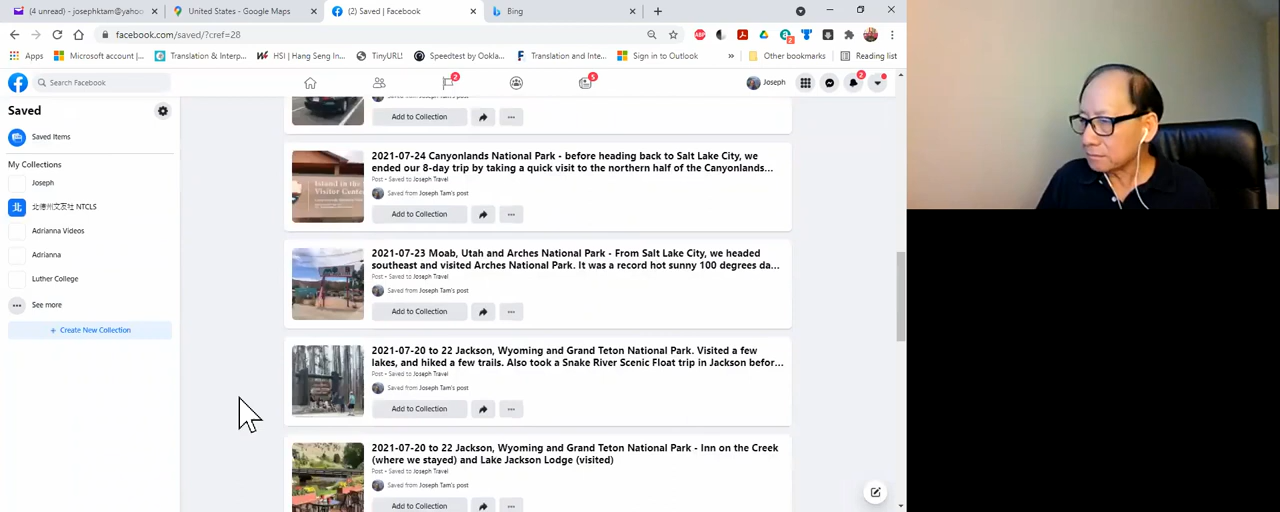 (4 unread) - josephktam@yahoo
United States - Google Maps
(2) Saved | Facebook
Bing
facebook.com/saved/?cref=28
Apps
Microsoft account |...
Translation & Interp...
HSI | Hang Seng In...
TinyURL!
Speedtest by Ookla...
Translation and Inte...
Sign in to Outlook
Other bookmarks
Reading list
Search Facebook
2
5
Joseph
2
Saved
Saved Items
My Collections
Joseph
北 北德州文友社 NTCLS
Adrianna Videos
Adrianna
Luther College
See more
+ Create New Collection
Saved from Joseph Tam's post
Add to Collection
2021-07-24 Canyonlands National Park - before heading back to Salt Lake City, we
ended our 8-day trip by taking a quick visit to the northern half of the Canyonlands...
Post • Saved to Joseph Travel
Saved from Joseph Tam's post
Add to Collection
2021-07-23 Moab, Utah and Arches National Park - From Salt Lake City, we headed
southeast and visited Arches National Park. It was a record hot sunny 100 degrees da...
Post • Saved to Joseph Travel
Saved from Joseph Tam's post
Add to Collection
2021-07-20 to 22 Jackson, Wyoming and Grand Teton National Park. Visited a few
lakes, and hiked a few trails. Also took a Snake River Scenic Float trip in Jackson befor...
Post • Saved to Joseph Travel
Saved from Joseph Tam's post
Add to Collection
2021-07-20 to 22 Jackson, Wyoming and Grand Teton National Park - Inn on the Creek
(where we stayed) and Lake Jackson Lodge (visited)
Post • Saved to Joseph Travel
Saved from Joseph Tam's post
Add to Collection